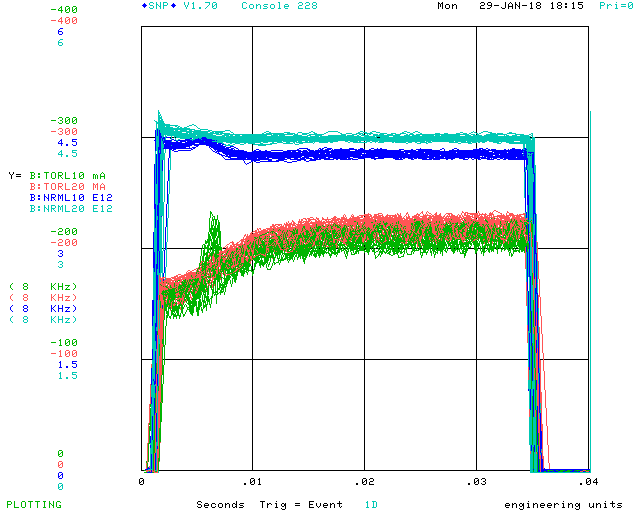 ◆SNP◆ V1.70 Console 228 Mon 29-JAN-18 18:15 Pri=0
-400
-400
6
6
-300
-300
4.5
4.5
Y= B:TORL10 mA
B:TORL20 MA
B:NRML10 E12
B:NRML20 E12
-200
-200
3
3
( 8 KHz)
( 8 KHz)
( 8 KHz)
( 8 KHz)
-100
-100
1.5
1.5
0
0
0
0
0 .01 .02 .03 .04
PLOTTING Seconds Trig = Event 1D engineering units